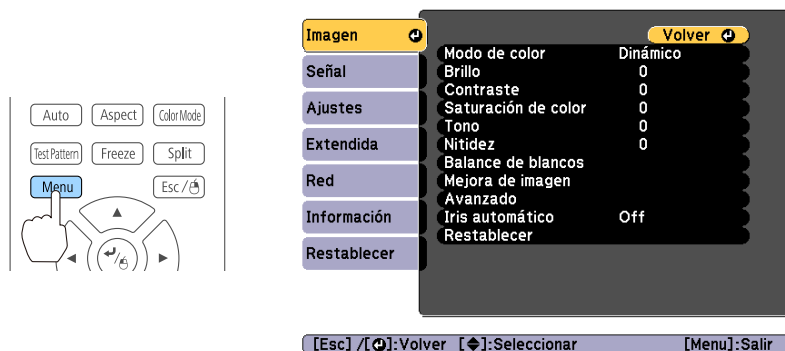 Auto Aspect Color Mode
Test Pattern Freeze Split
Menu Esc /
Imagen
Señal
Ajustes
Extendida
Red
Información
Restablecer
Volver
Modo de color Dinámico
Brillo 0
Contraste 0
Saturación de color 0
Tono 0
Nitidez 0
Balance de blancos
Mejora de imagen
Avanzado
Iris automático Off
Restablecer
[Esc] /[ ]:Volver [ ]:Seleccionar [Menu]:Salir